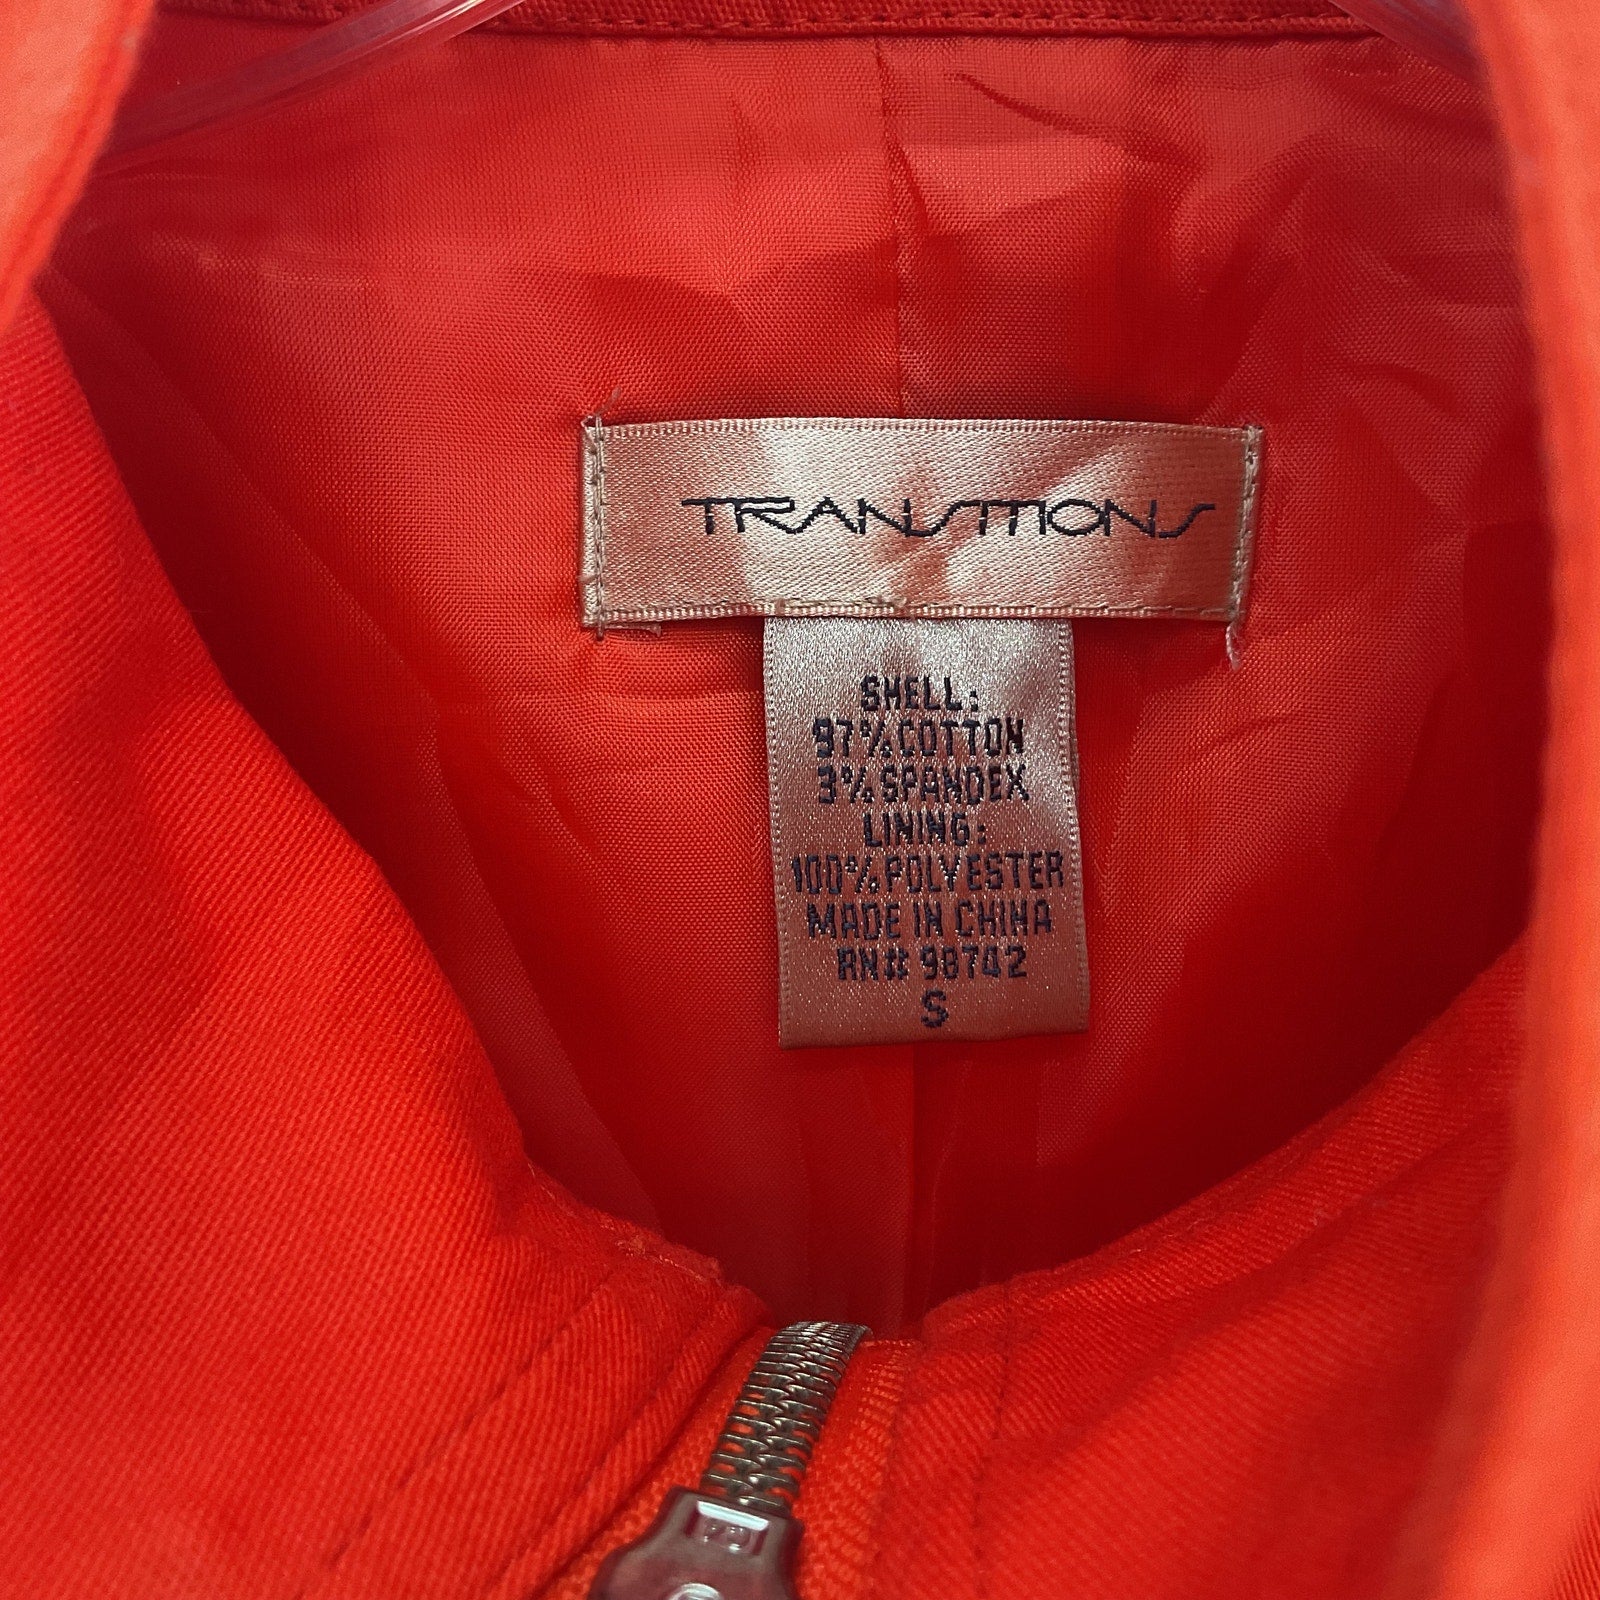 TRANSITIONS
SHELL:
97% COTTON
3% SPANDEX
LINING:
100% POLYESTER
MADE IN CHINA
RN# 98742
S